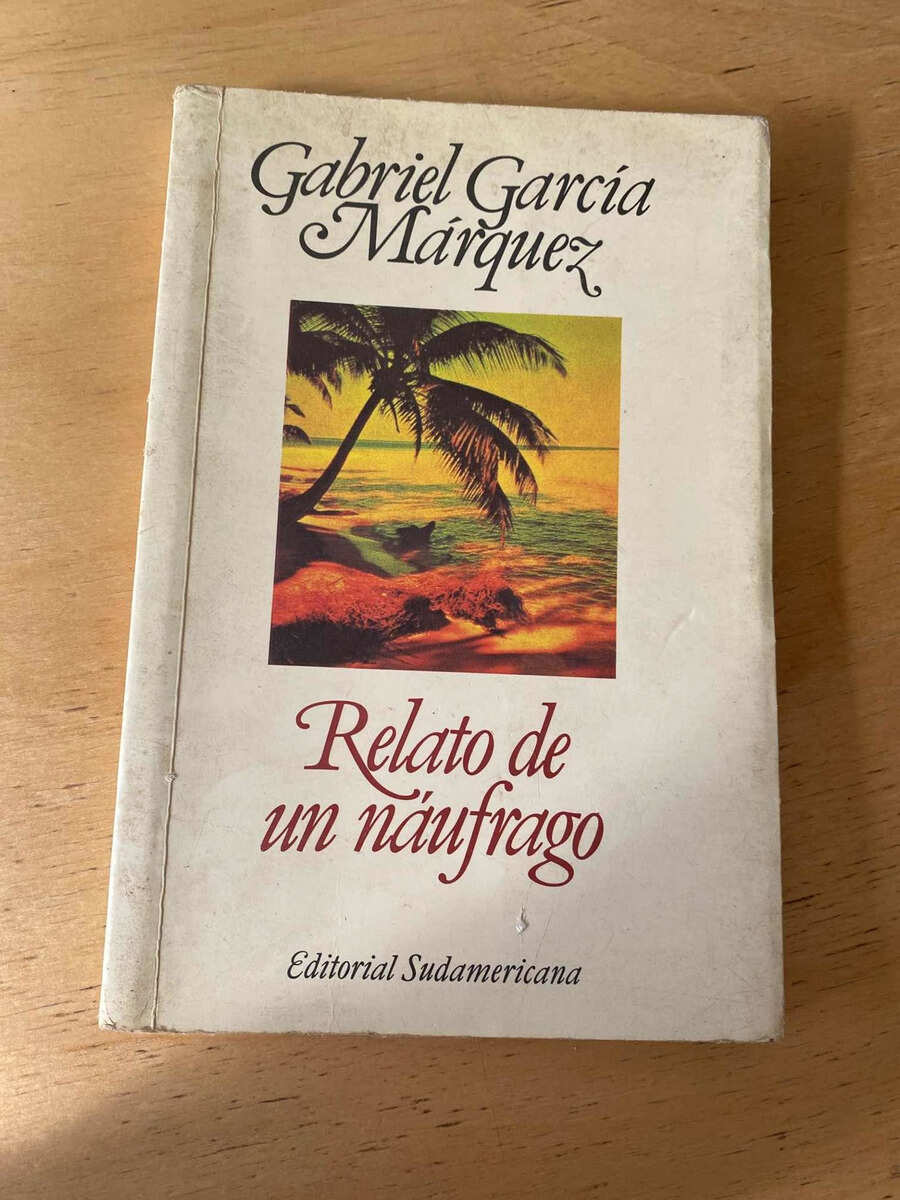 Gabriel García
Márquez
Relato de
un náufrago
Editorial Sudamericana